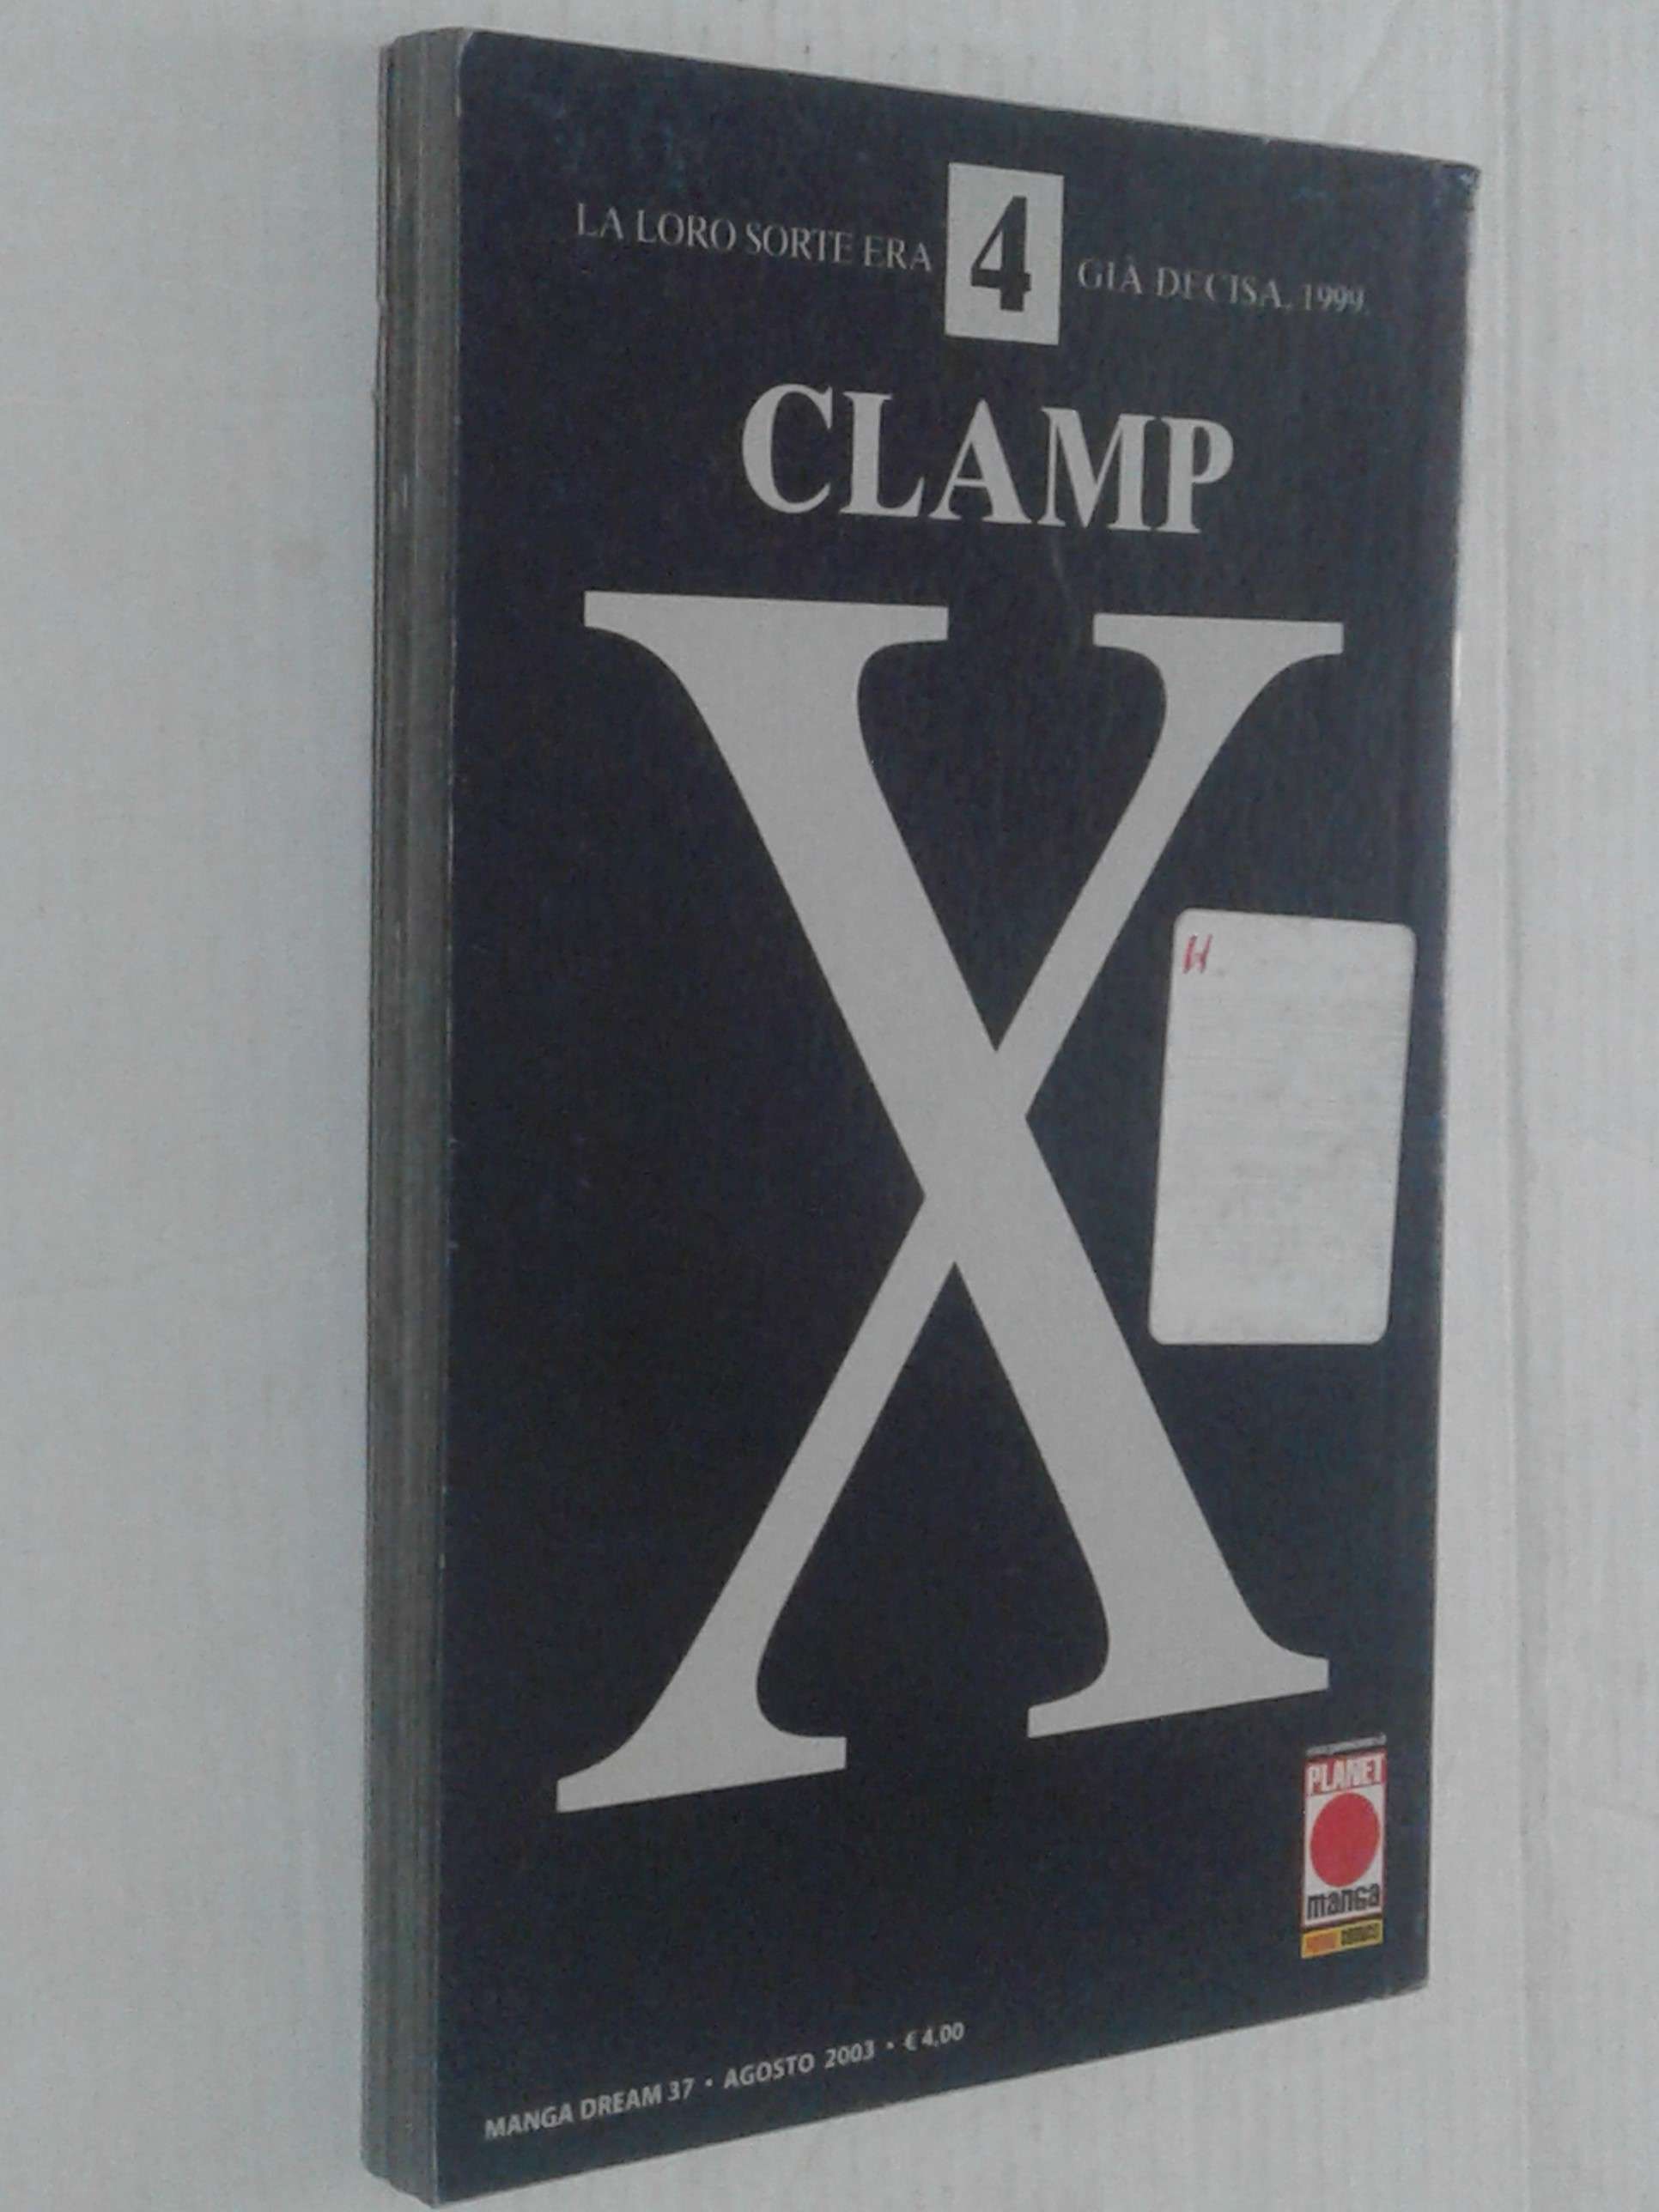 LA LORO SORTE ERA 4 GIÀ DECISA. 1999.
CLAMP
X
PLANET
manga
MANGA DREAM 37 • AGOSTO 2003 • € 4,00